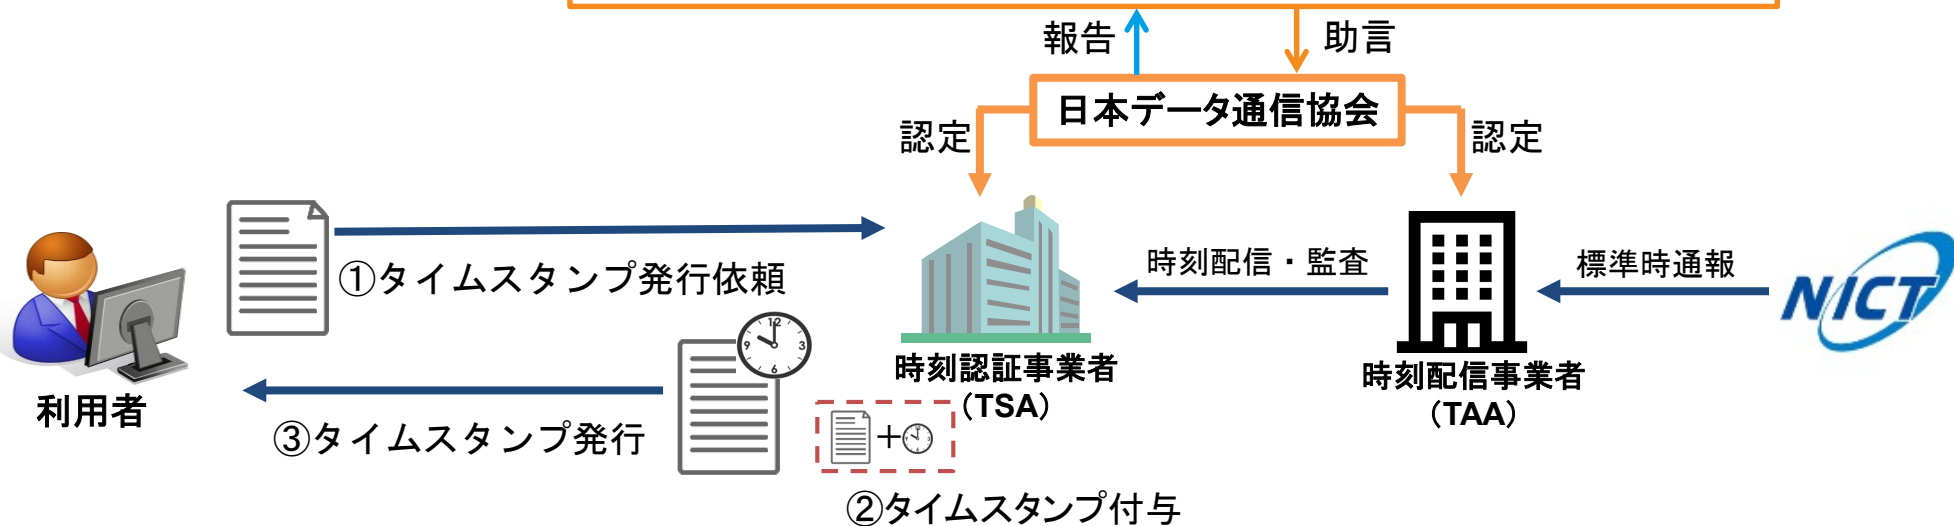 報告
助言
日本データ通信協会
認定
認定
①タイムスタンプ発行依頼
時刻配信・監査
標準時通報
NICT
12
3
6
9
時刻認証事業者
（TSA）
時刻配信事業者
（TAA）
利用者
③タイムスタンプ発行
+
②タイムスタンプ付与